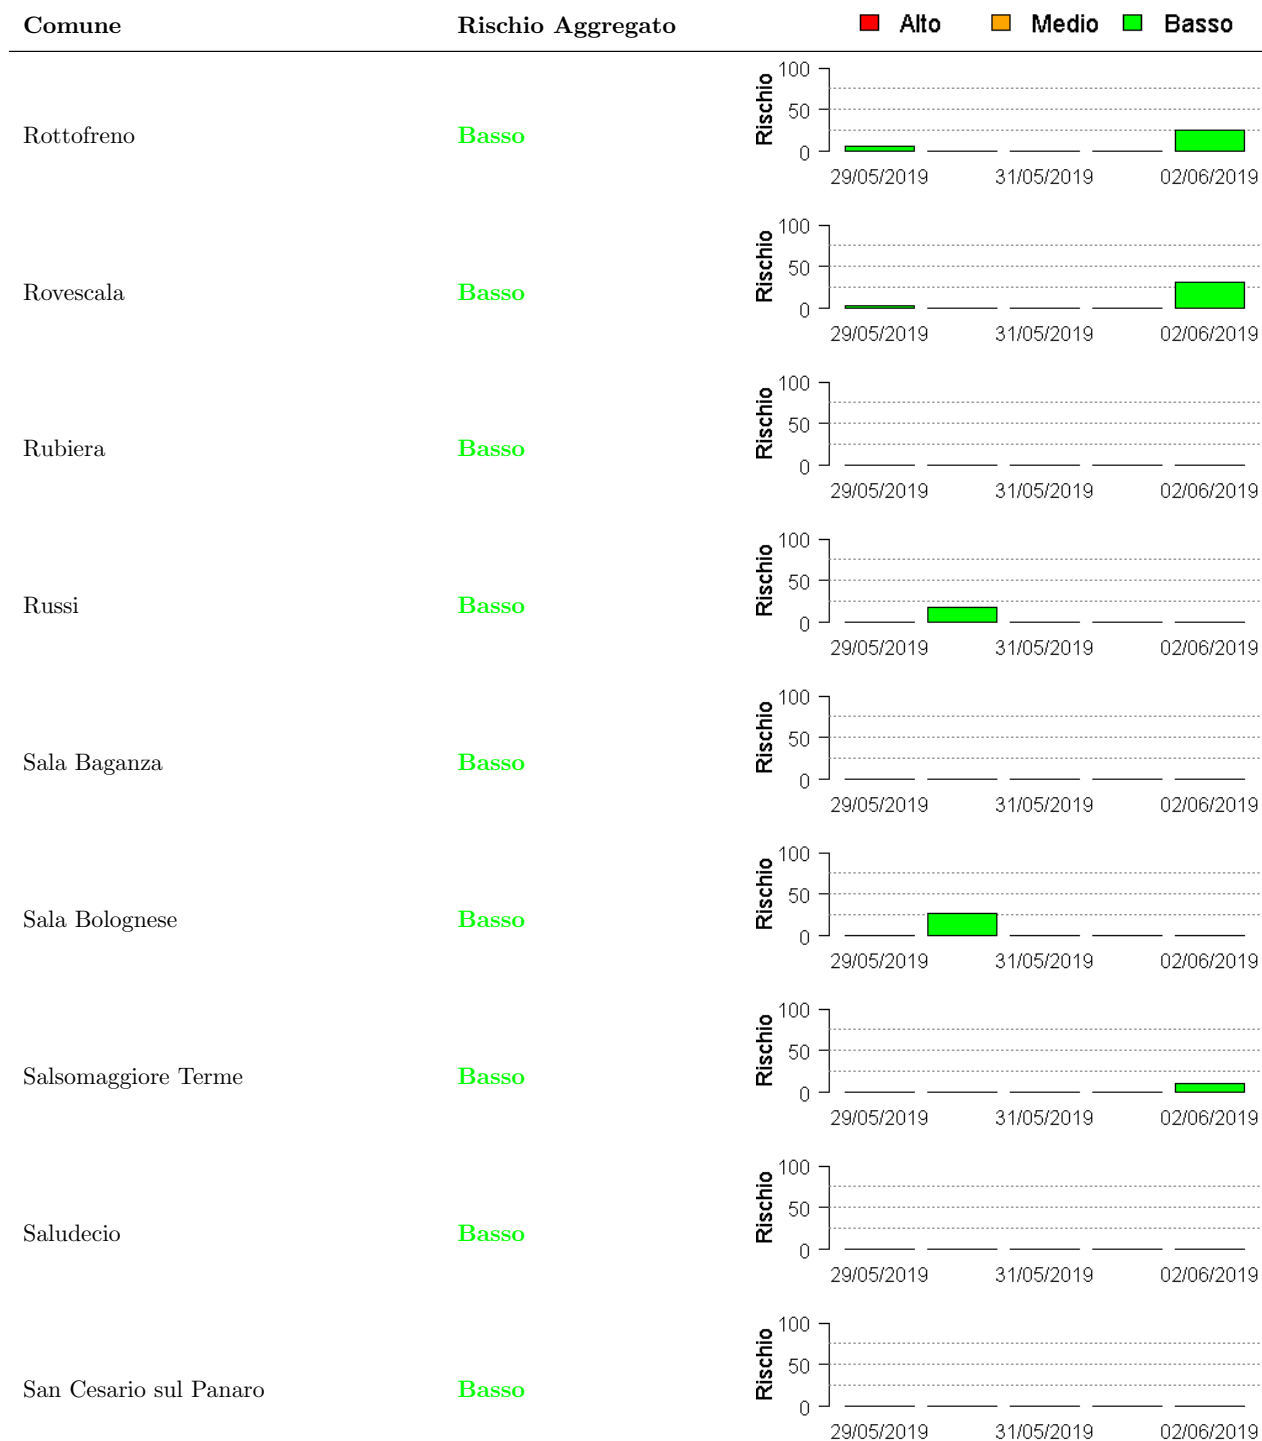 Comune Rischio Aggregato Alto Medio Basso
Rottofreno Basso
Rischio
100
50
0
29/05/2019 31/05/2019 02/06/2019
Rovescala Basso
Rischio
100
50
0
29/05/2019 31/05/2019 02/06/2019
Rubiera Basso
Rischio
100
50
0
29/05/2019 31/05/2019 02/06/2019
Russi Basso
Rischio
100
50
0
29/05/2019 31/05/2019 02/06/2019
Sala Baganza Basso
Rischio
100
50
0
29/05/2019 31/05/2019 02/06/2019
Sala Bolognese Basso
Rischio
100
50
0
29/05/2019 31/05/2019 02/06/2019
Salsomaggiore Terme Basso
Rischio
100
50
0
29/05/2019 31/05/2019 02/06/2019
Saludecio Basso
Rischio
100
50
0
29/05/2019 31/05/2019 02/06/2019
San Cesario sul Panaro Basso
Rischio
100
50
0
29/05/2019 31/05/2019 02/06/2019